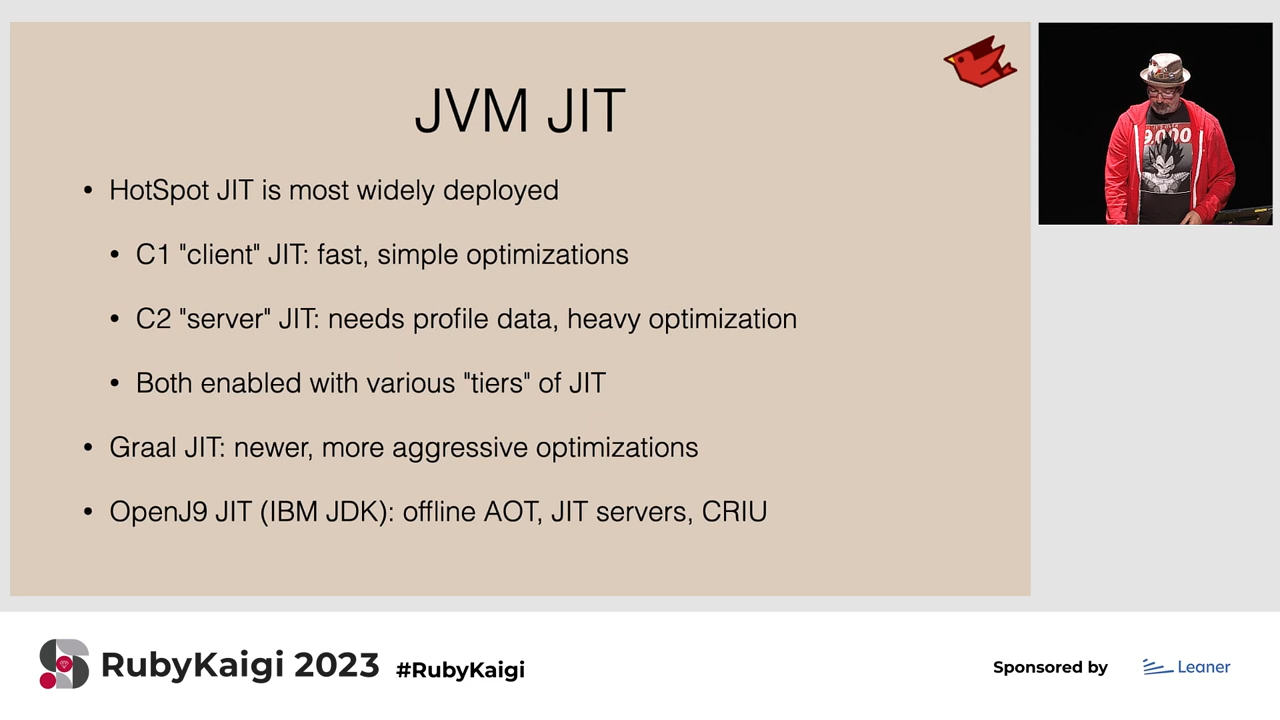 JVM JIT
• HotSpot JIT is most widely deployed
• C1 "client" JIT: fast, simple optimizations
• C2 "server" JIT: needs profile data, heavy optimization
• Both enabled with various "tiers" of JIT
• Graal JIT: newer, more aggressive optimizations
• OpenJ9 JIT (IBM JDK): offline AOT, JIT servers, CRIU
9,000
RubyKaigi 2023 #RubyKaigi
Sponsored by Leaner